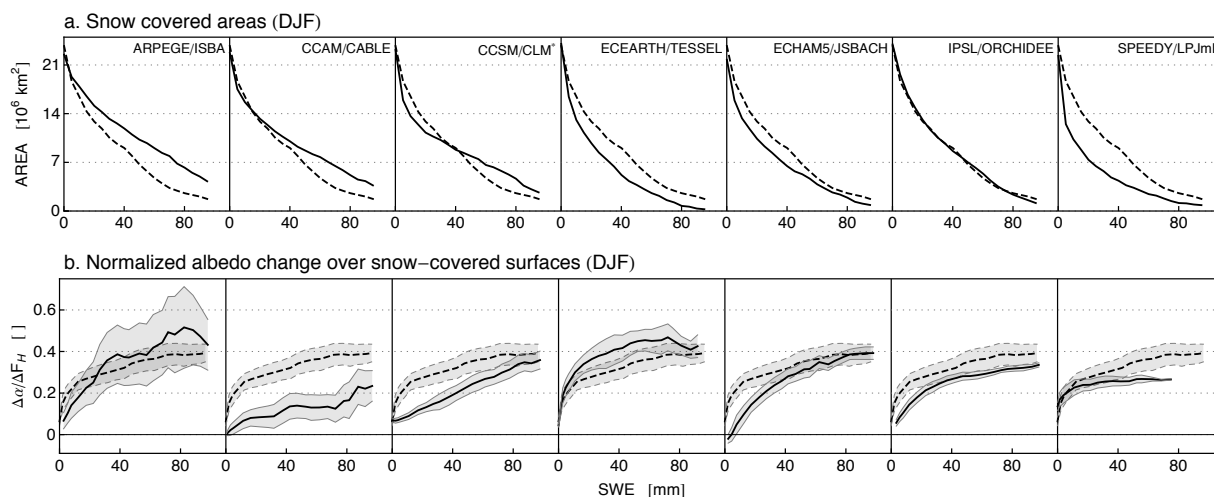 a. Snow covered areas (DJF)
ARPEGE/ISBA CCAM/CABLE CCSM/CLM* ECEARTH/TESSEL ECHAM5/JSBACH IPSL/ORCHIDEE SPEEDY/LPJml
AREA [10⁶ km²]
21
14
7
0
0 40 80 0 40 80 0 40 80 0 40 80 0 40 80 0 40 80 0 40 80 mm
b. Normalized albedo change over snow−covered surfaces (DJF)
Δα/ΔF_H [ ]
0.6
0.4
0.2
0
0 40 80 0 40 80 0 40 80 0 40 80 0 40 80 0 40 80 0 40 80
SWE [mm]